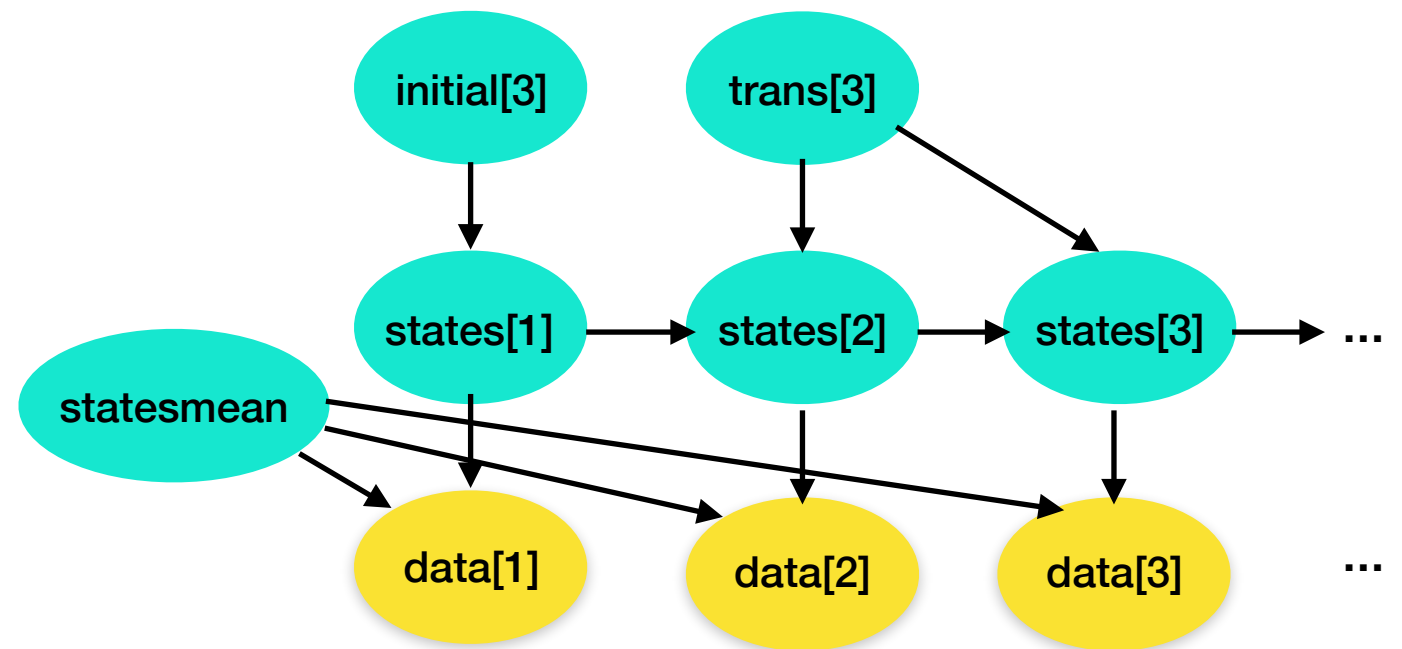 initial[3]
trans[3]
states[1]
states[2]
states[3]
...
statesmean
data[1]
data[2]
data[3]
...